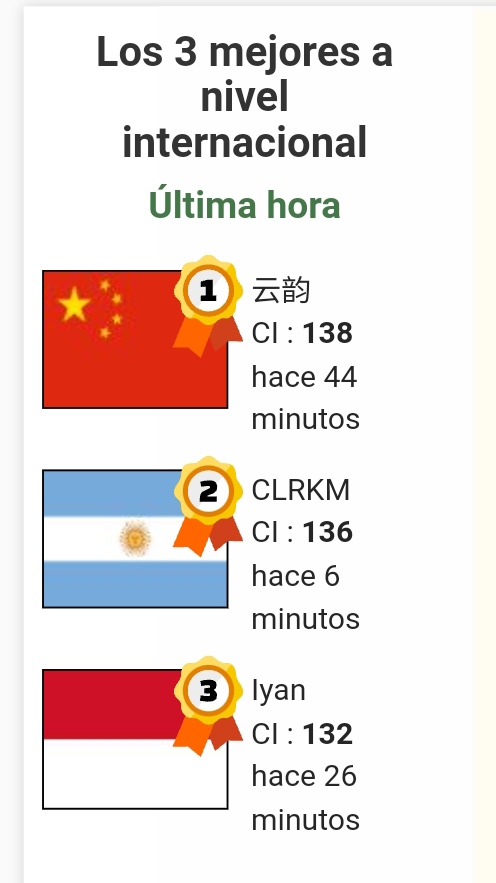 Los 3 mejores a
nivel
internacional
Última hora
1
云韵
CI : 138
hace 44
minutos
2
CLRKM
CI : 136
hace 6
minutos
3
Iyan
CI : 132
hace 26
minutos